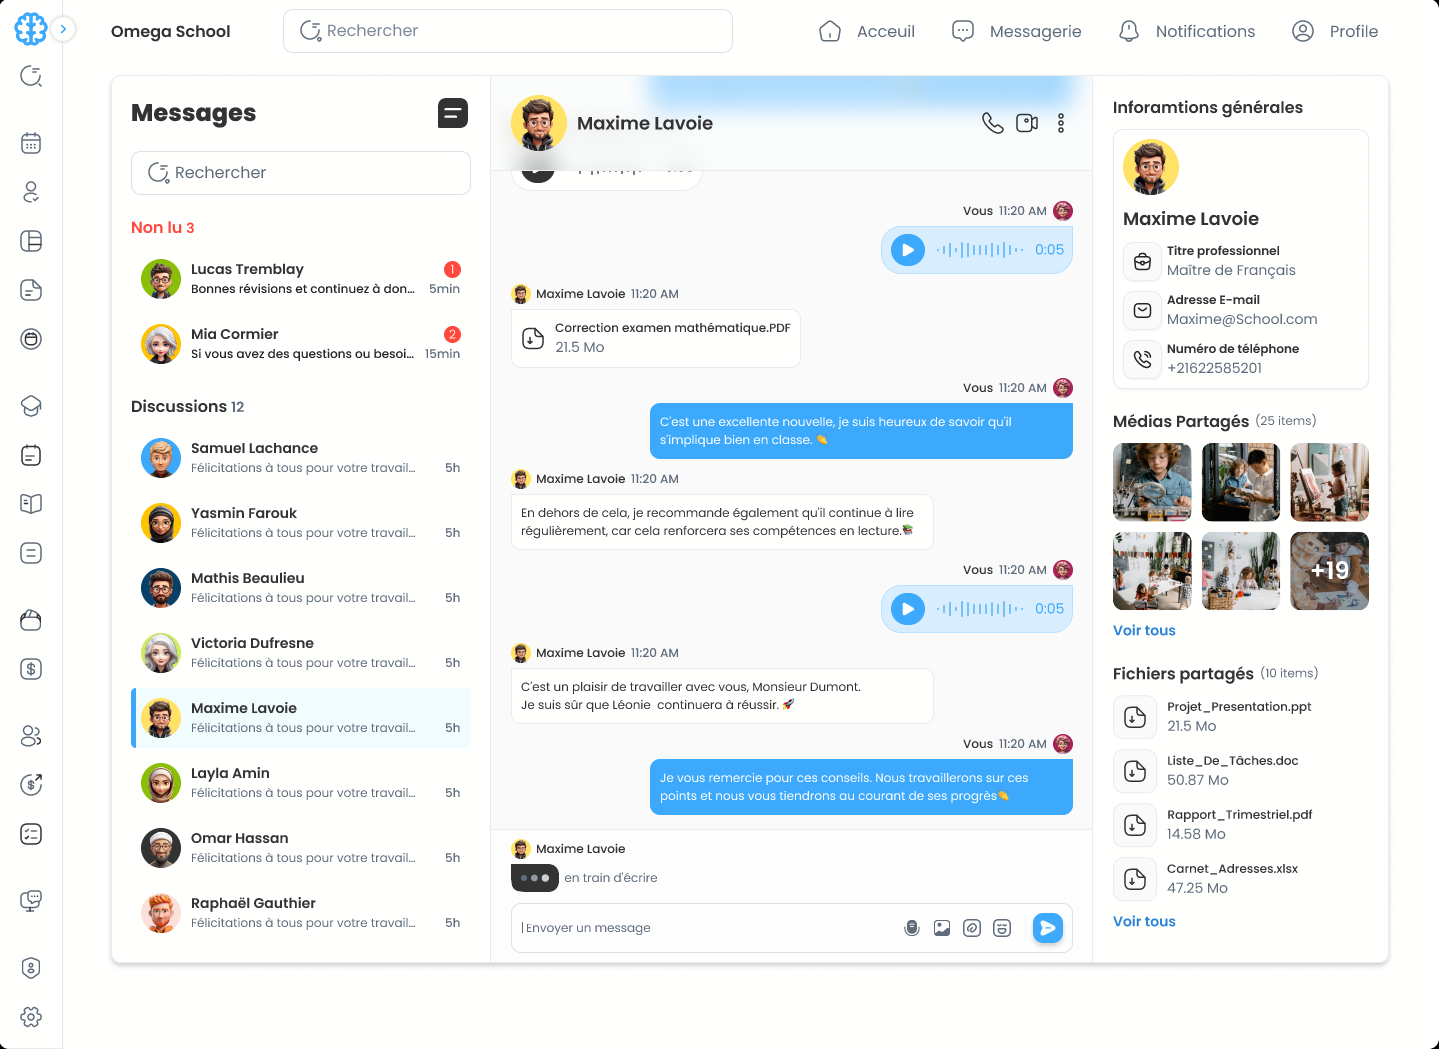 Omega School
Rechercher
Acceuil
Messagerie
Notifications
Profile
Messages
Rechercher
Non lu 3
Lucas Tremblay
1
Bonnes révisions et continuez à don...
5min
Mia Cormier
2
Si vous avez des questions ou besoi...
15min
Discussions 12
Samuel Lachance
Félicitations à tous pour votre travail...
5h
Yasmin Farouk
Félicitations à tous pour votre travail...
5h
Mathis Beaulieu
Félicitations à tous pour votre travail...
5h
Victoria Dufresne
Félicitations à tous pour votre travail...
5h
Maxime Lavoie
Félicitations à tous pour votre travail...
5h
Layla Amin
Félicitations à tous pour votre travail...
5h
Omar Hassan
Félicitations à tous pour votre travail...
5h
Raphaël Gauthier
Félicitations à tous pour votre travail...
5h
Maxime Lavoie
Vous 11:20 AM
0:05
Maxime Lavoie 11:20 AM
Correction examen mathématique.PDF
21.5 Mo
Vous 11:20 AM
C'est une excellente nouvelle, je suis heureux de savoir qu'il
s'implique bien en classe. 👏
Maxime Lavoie 11:20 AM
En dehors de cela, je recommande également qu'il continue à lire
régulièrement, car cela renforcera ses compétences en lecture.📚
Vous 11:20 AM
0:05
Maxime Lavoie 11:20 AM
C'est un plaisir de travailler avec vous, Monsieur Dumont.
Je suis sûr que Léonie continuera à réussir. 🚀
Vous 11:20 AM
Je vous remercie pour ces conseils. Nous travaillerons sur ces
points et nous vous tiendrons au courant de ses progrès👏
Maxime Lavoie
en train d'écrire
Envoyer un message
Inforamtions générales
Maxime Lavoie
Titre professionnel
Maître de Français
Adresse E-mail
Maxime@School.com
Numéro de téléphone
+21622585201
Médias Partagés (25 items)
+19
Voir tous
Fichiers partagés (10 items)
Projet_Presentation.ppt
21.5 Mo
Liste_De_Tâches.doc
50.87 Mo
Rapport_Trimestriel.pdf
14.58 Mo
Carnet_Adresses.xlsx
47.25 Mo
Voir tous